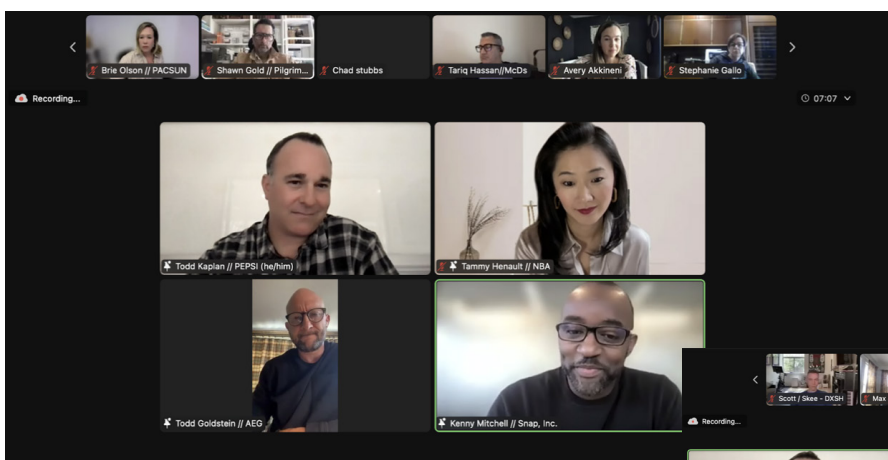 Brie Olson // PACSUN
Shawn Gold // Pilgrim...
Chad stubbs
Tariq Hassan//McDs
Avery Akkineni
Stephanie Gallo
Recording...
07:07
Todd Kaplan // PEPSI (he/him)
Tammy Henault // NBA
Todd Goldstein // AEG
Kenny Mitchell // Snap, Inc.
Scott / Skee - DXSH
Max
Recording...